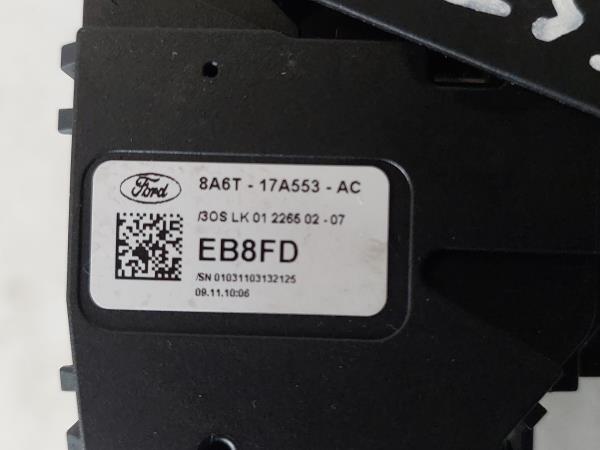 Ford
8A6T - 17A553 - AC
/3OS LK 01 2265 02 - 07
EB8FD
/SN 01031103132125
09.11.10:06